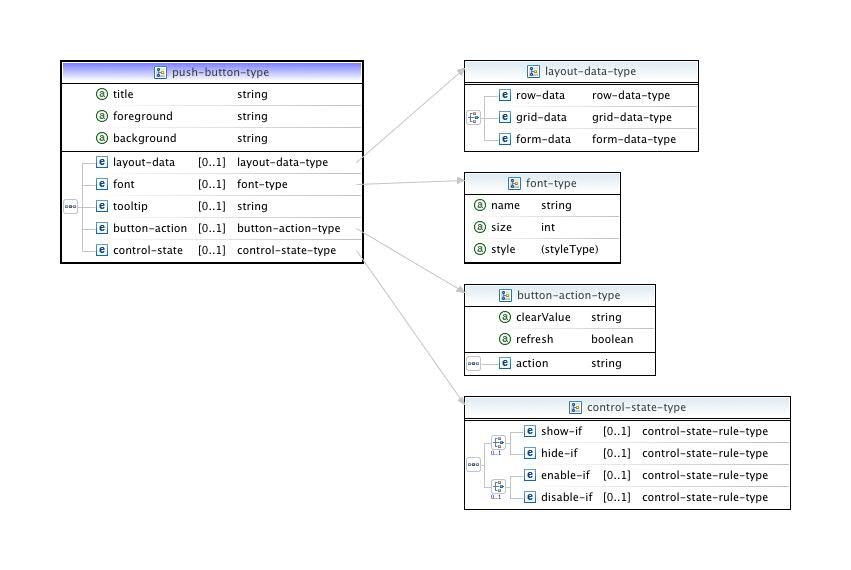 push-button-type
a title string
a foreground string
a background string
e layout-data [0..1] layout-data-type
e font [0..1] font-type
e tooltip string
e button-action [0..1] button-action-type
e control-state [0..1] control-state-type
layout-data-type
e row-data row-data-type
e grid-data grid-data-type
e form-data form-data-type
font-type
a name string
a size int
a style (styleType)
button-action-type
a clearValue string
a refresh boolean
e action string
control-state-type
e show-if [0..1] control-state-rule-type
0..1
e hide-if [0..1] control-state-rule-type
e enable-if [0..1] control-state-rule-type
0..1
e disable-if [0..1] control-state-rule-type